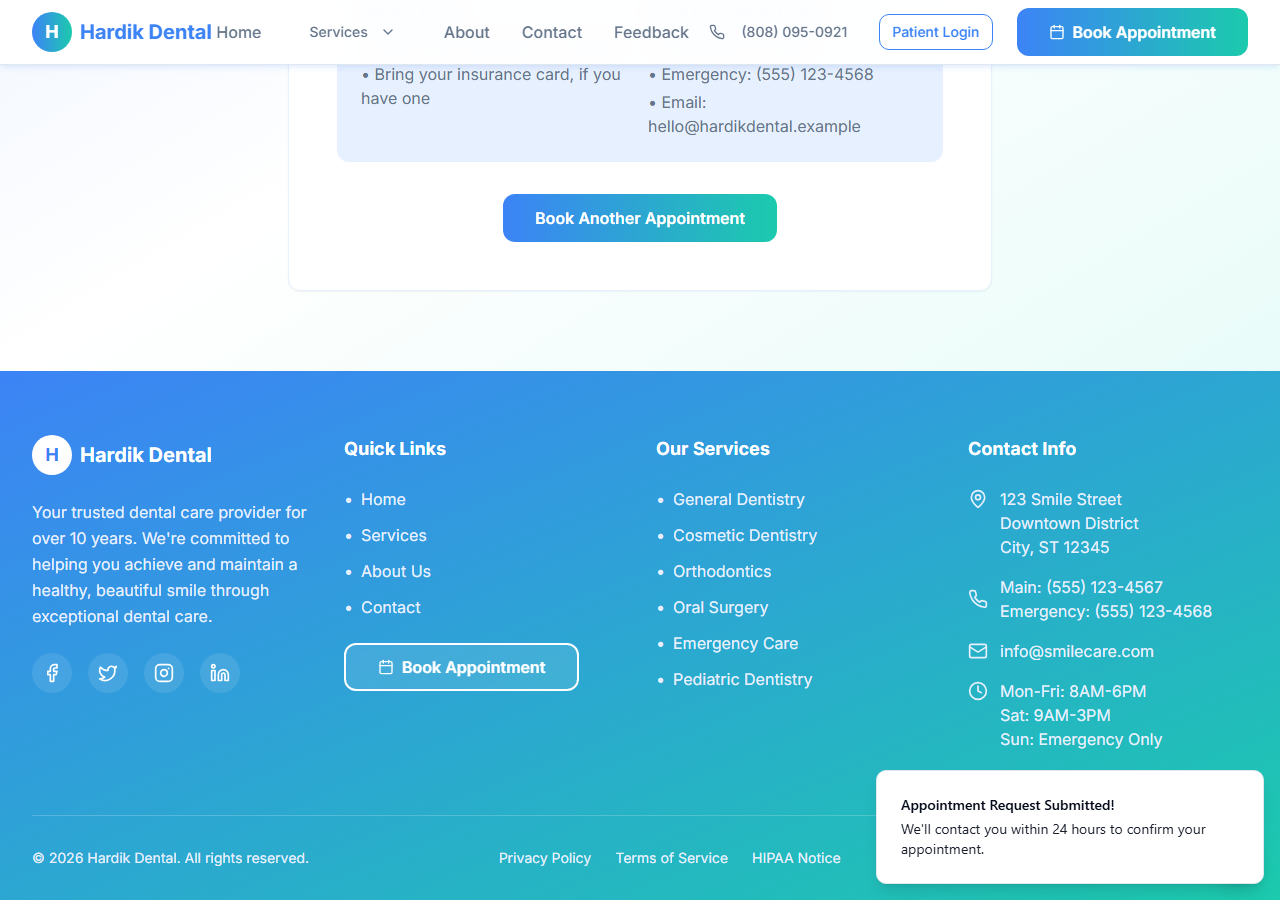 H Hardik Dental Home Services About Contact Feedback (808) 095-0921 Patient Login Book Appointment
• Bring your insurance card, if you
have one
• Emergency: (555) 123-4568
• Email:
hello@hardikdental.example
Book Another Appointment
H Hardik Dental
Your trusted dental care provider for
over 10 years. We're committed to
helping you achieve and maintain a
healthy, beautiful smile through
exceptional dental care.
Quick Links
• Home
• Services
• About Us
• Contact
Book Appointment
Our Services
• General Dentistry
• Cosmetic Dentistry
• Orthodontics
• Oral Surgery
• Emergency Care
• Pediatric Dentistry
Contact Info
123 Smile Street
Downtown District
City, ST 12345
Main: (555) 123-4567
Emergency: (555) 123-4568
info@smilecare.com
Mon-Fri: 8AM-6PM
Sat: 9AM-3PM
Sun: Emergency Only
© 2026 Hardik Dental. All rights reserved.
Privacy Policy Terms of Service HIPAA Notice
Appointment Request Submitted!
We'll contact you within 24 hours to confirm your
appointment.